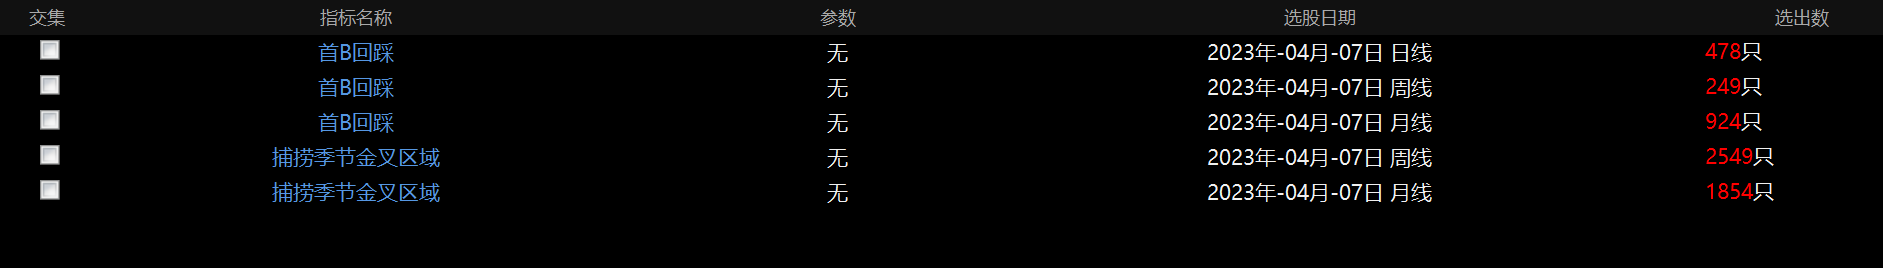 交集 指标名称 参数 选股日期 选出数
首B回踩 无 2023年-04月-07日 日线 478只
首B回踩 无 2023年-04月-07日 周线 249只
首B回踩 无 2023年-04月-07日 月线 924只
捕捞季节金叉区域 无 2023年-04月-07日 周线 2549只
捕捞季节金叉区域 无 2023年-04月-07日 月线 1854只